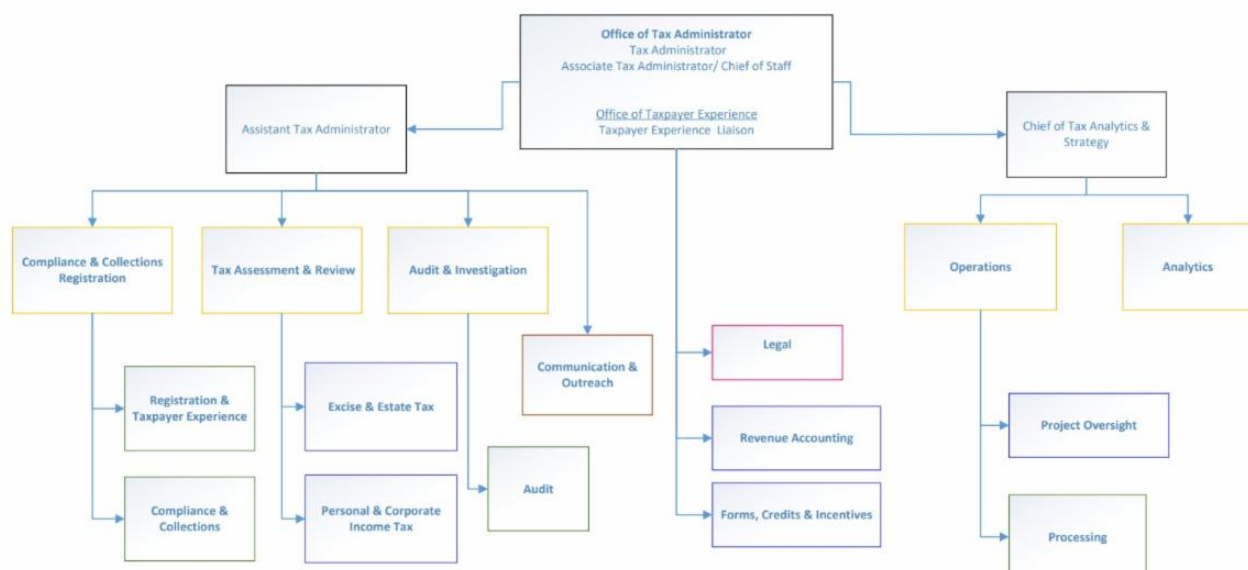 Office of Tax Administrator
Tax Administrator
Associate Tax Administrator/ Chief of Staff
Office of Taxpayer Experience
Taxpayer Experience Liaison
Assistant Tax Administrator
Chief of Tax Analytics &
Strategy
Compliance & Collections
Registration
Tax Assessment & Review
Audit & Investigation
Operations
Analytics
Communication &
Outreach
Legal
Registration &
Taxpayer Experience
Excise & Estate Tax
Revenue Accounting
Project Oversight
Compliance &
Collections
Personal & Corporate
Income Tax
Audit
Forms, Credits & Incentives
Processing